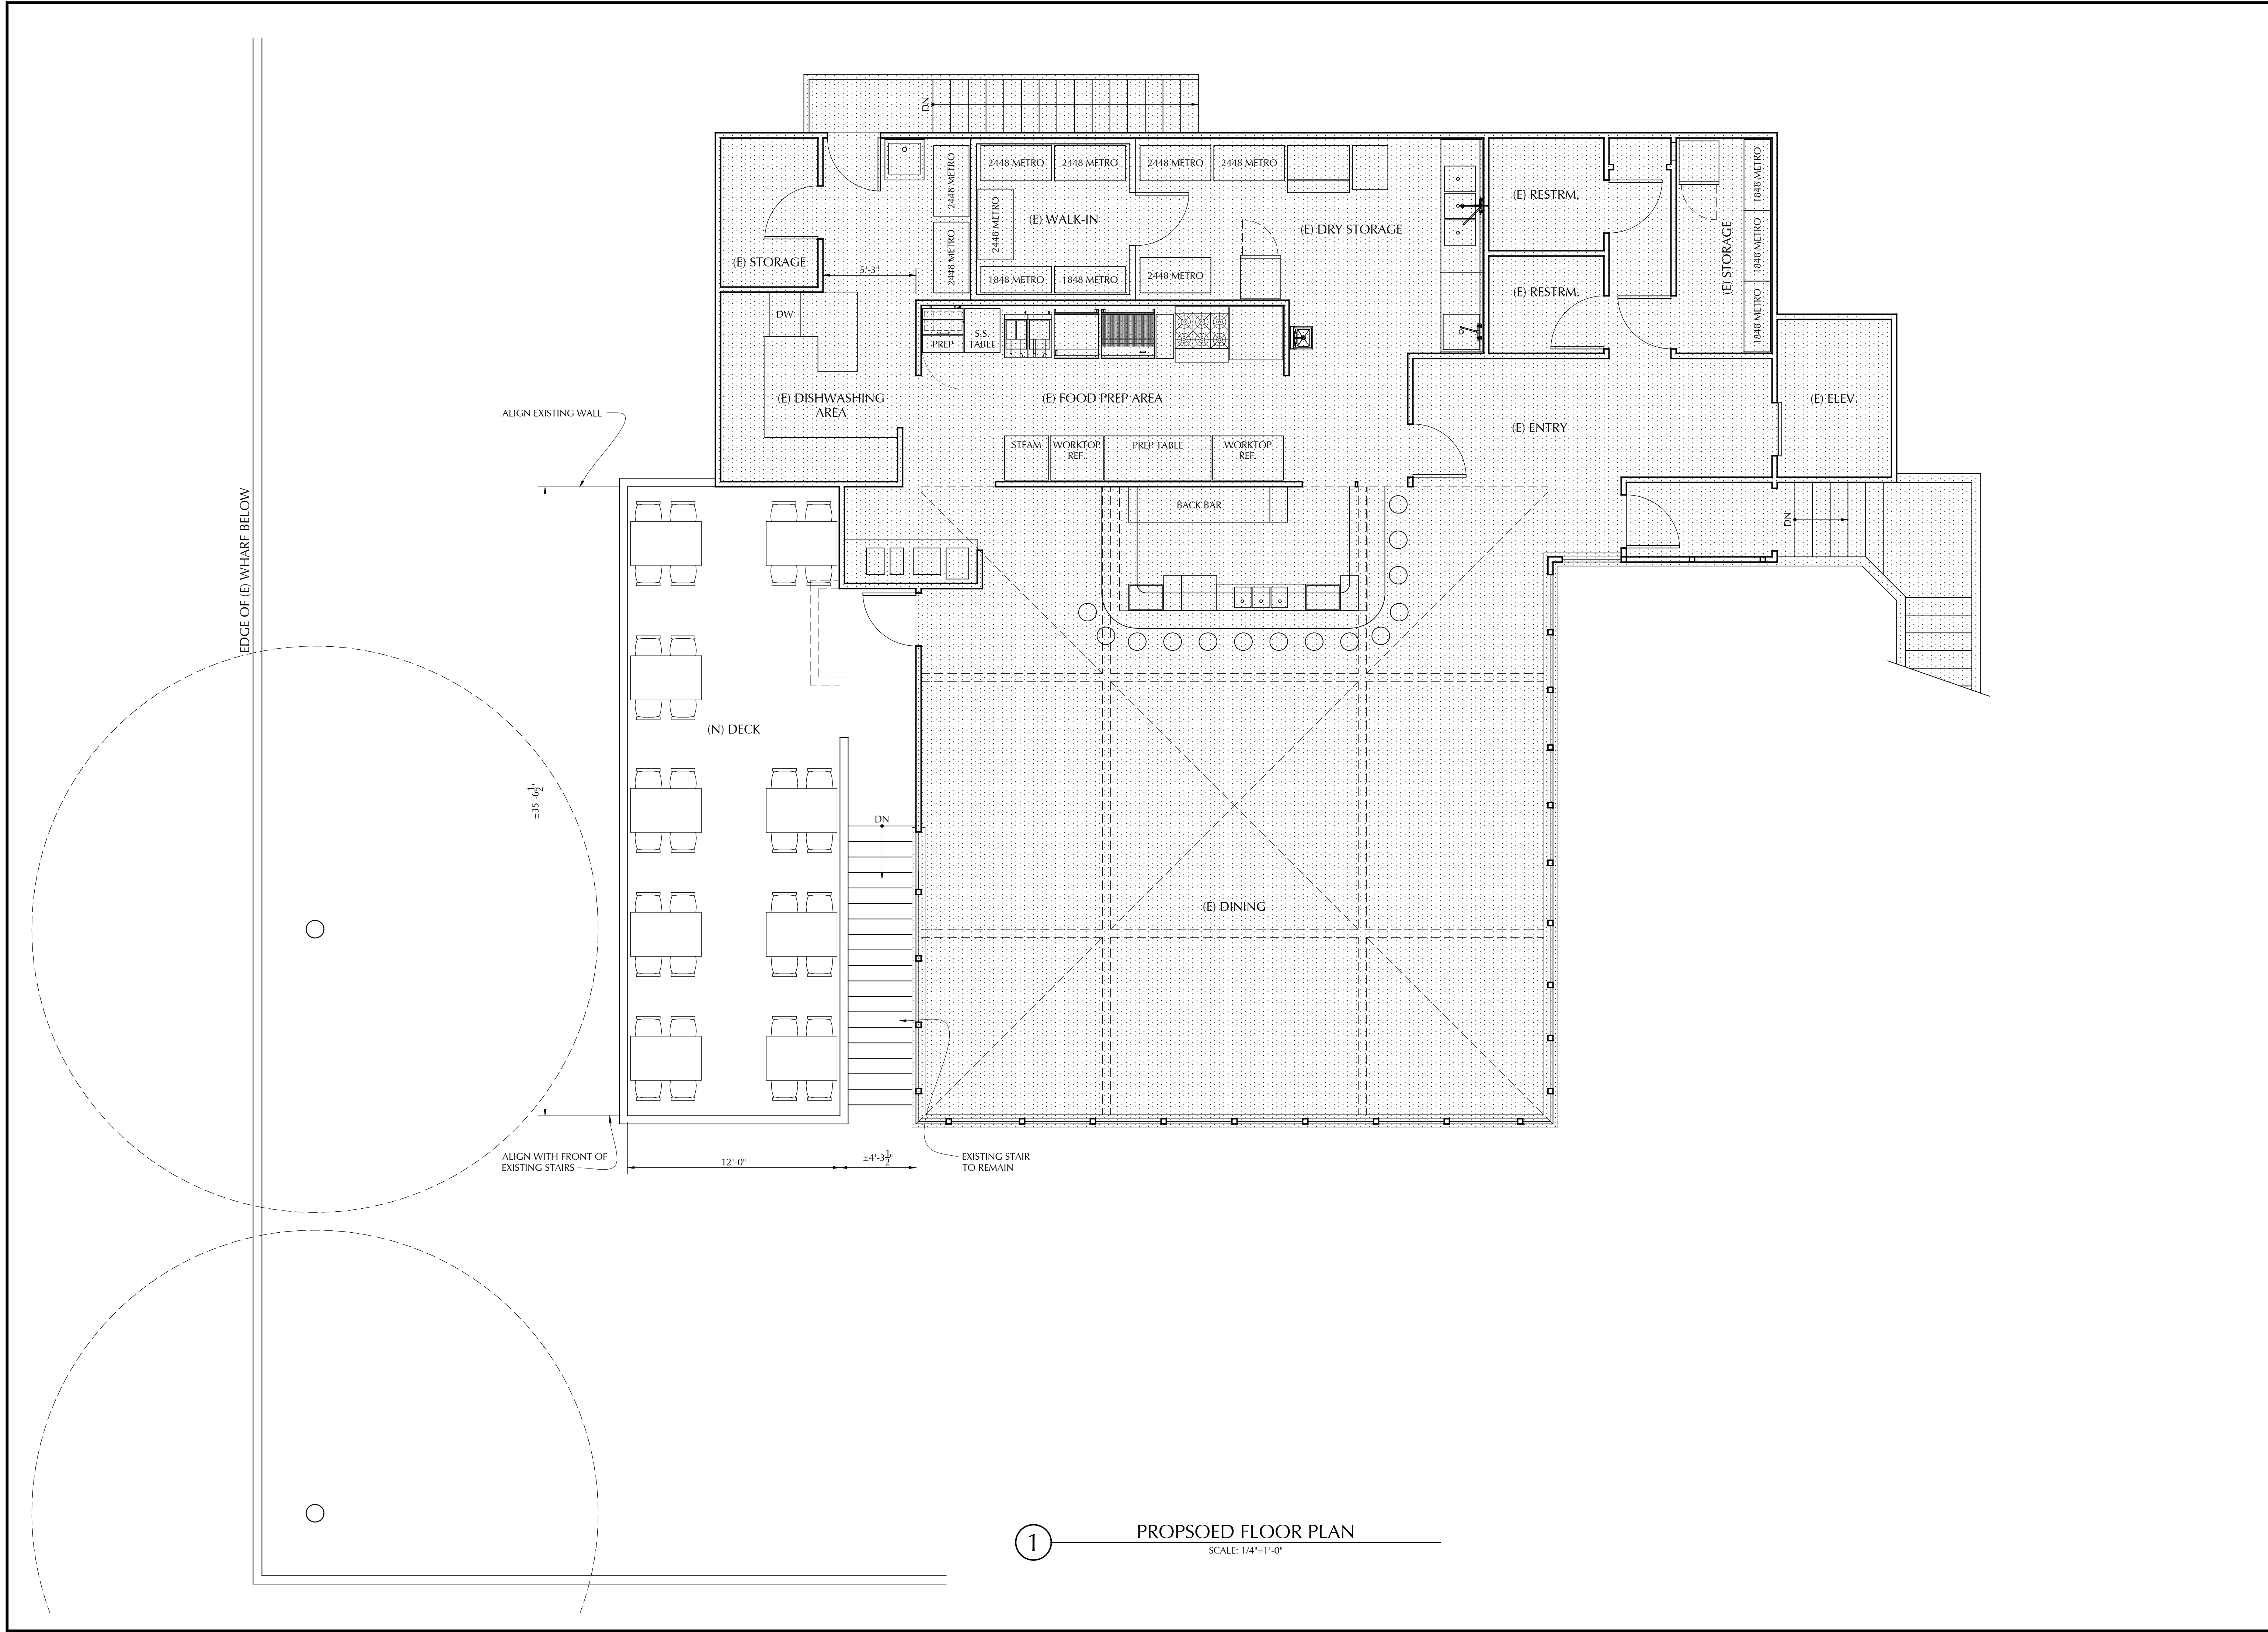 DN
2448 METRO
2448 METRO
2448 METRO
2448 METRO
2448 METRO
2448 METRO
2448 METRO
(E) WALK-IN
1848 METRO
1848 METRO
2448 METRO
(E) DRY STORAGE
(E) STORAGE
5'-3"
(E) RESTRM.
(E) RESTRM.
(E) STORAGE
1848 METRO
1848 METRO
1848 METRO
DW
PREP
S.S.
TABLE
(E) DISHWASHING
AREA
(E) FOOD PREP AREA
(E) ELEV.
(E) ENTRY
ALIGN EXISTING WALL
STEAM
WORKTOP
REF.
PREP TABLE
WORKTOP
REF.
BACK BAR
DN
EDGE OF (E) WHARF BELOW
(N) DECK
±35'-6 1/2"
DN
(E) DINING
ALIGN WITH FRONT OF
EXISTING STAIRS
12'-0"
±4'-3 1/2"
EXISTING STAIR
TO REMAIN
1
PROPSOED FLOOR PLAN
SCALE: 1/4"=1'-0"